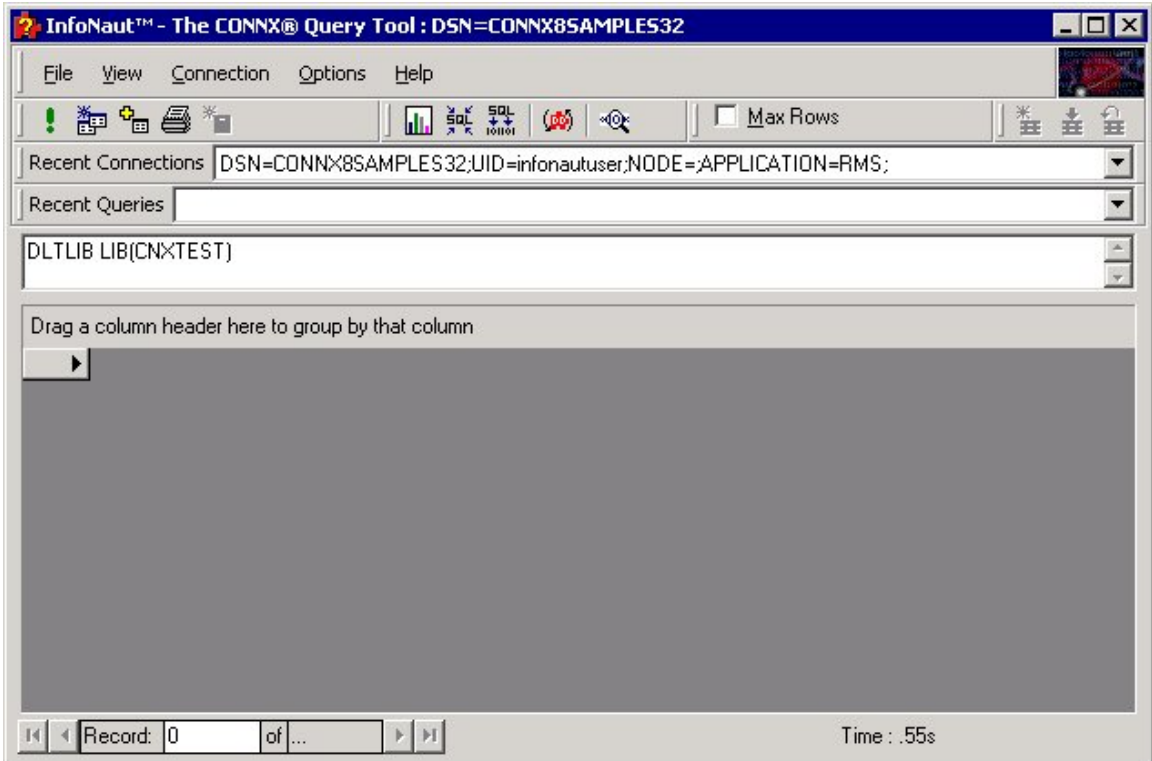 InfoNaut™ - The CONNX® Query Tool : DSN=CONNX8SAMPLES32
File View Connection Options Help
SQL SQL Max Rows
Recent Connections DSN=CONNX8SAMPLES32;UID=infonautuser;NODE=;APPLICATION=RMS;
Recent Queries
DLTLIB LIB(CNXTEST)
Drag a column header here to group by that column
Record: 0 of ... Time : .55s